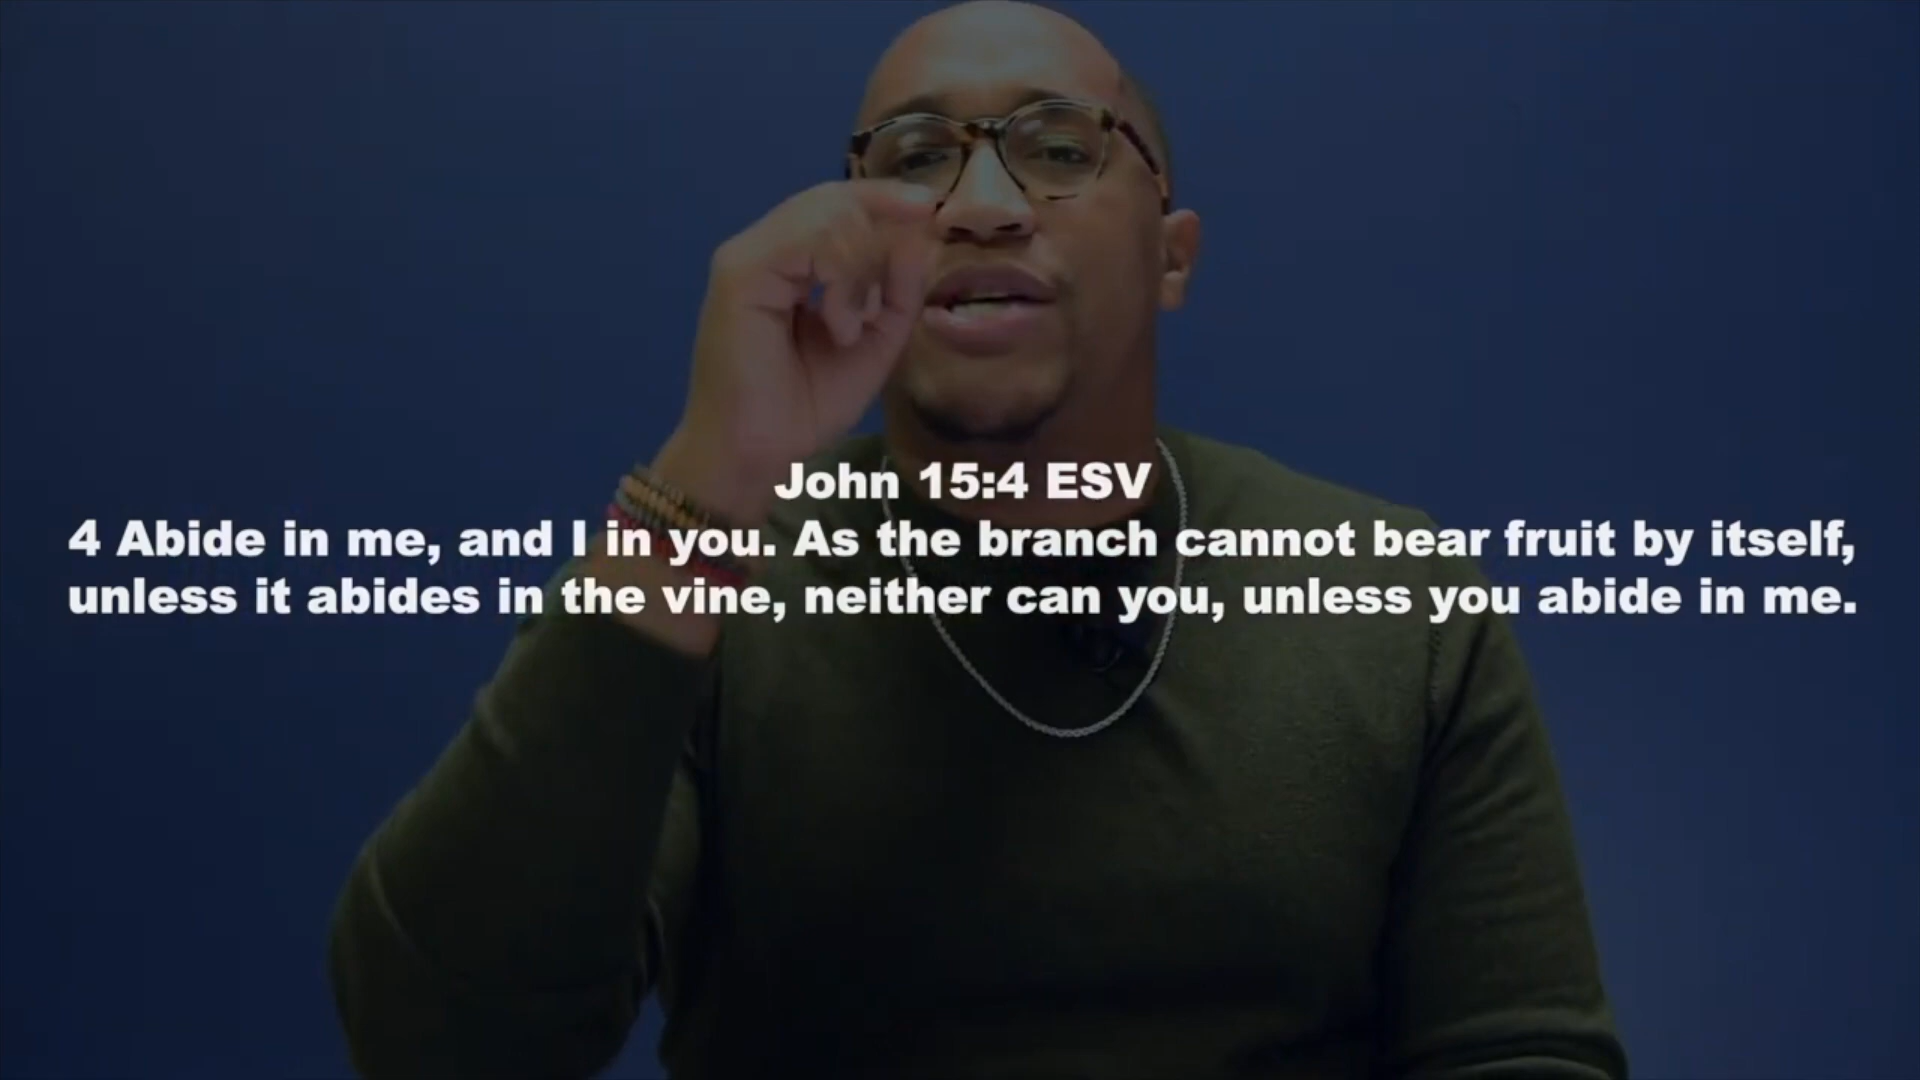 John 15:4 ESV
4 Abide in me, and I in you. As the branch cannot bear fruit by itself,
unless it abides in the vine, neither can you, unless you abide in me.